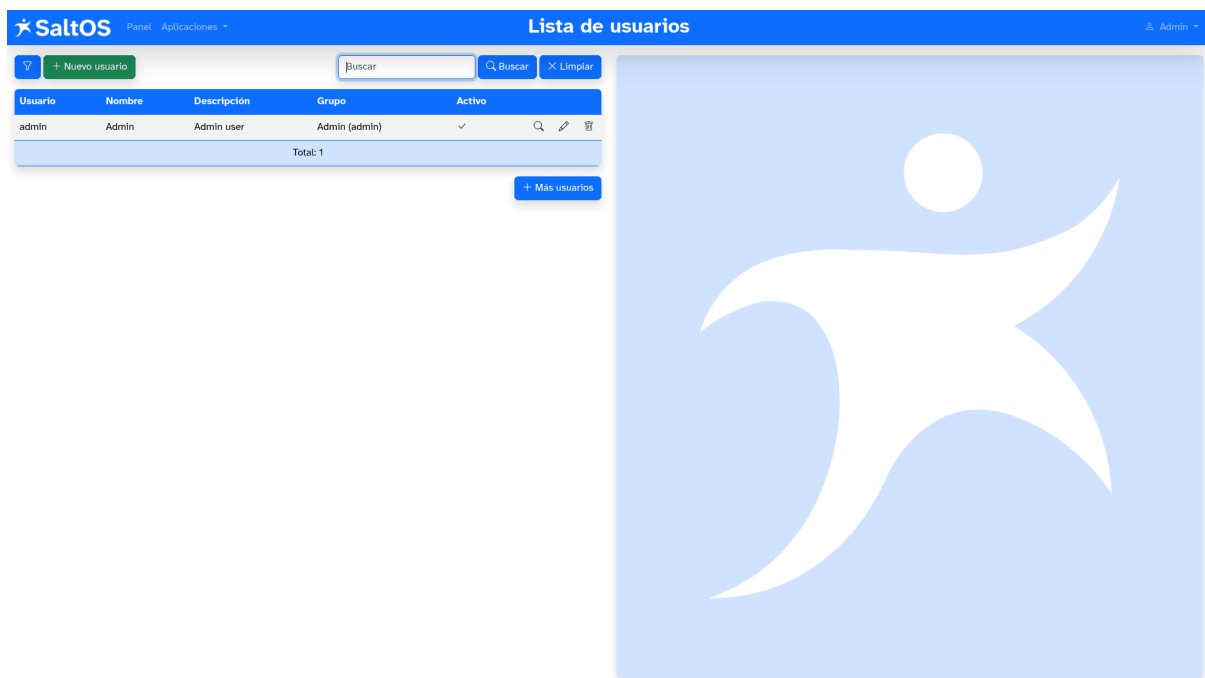 SaltOS Panel Aplicaciones Lista de usuarios Admin
+ Nuevo usuario Buscar Buscar × Limpiar
Usuario Nombre Descripción Grupo Activo
admin Admin Admin user Admin (admin)
Total: 1
+ Más usuarios